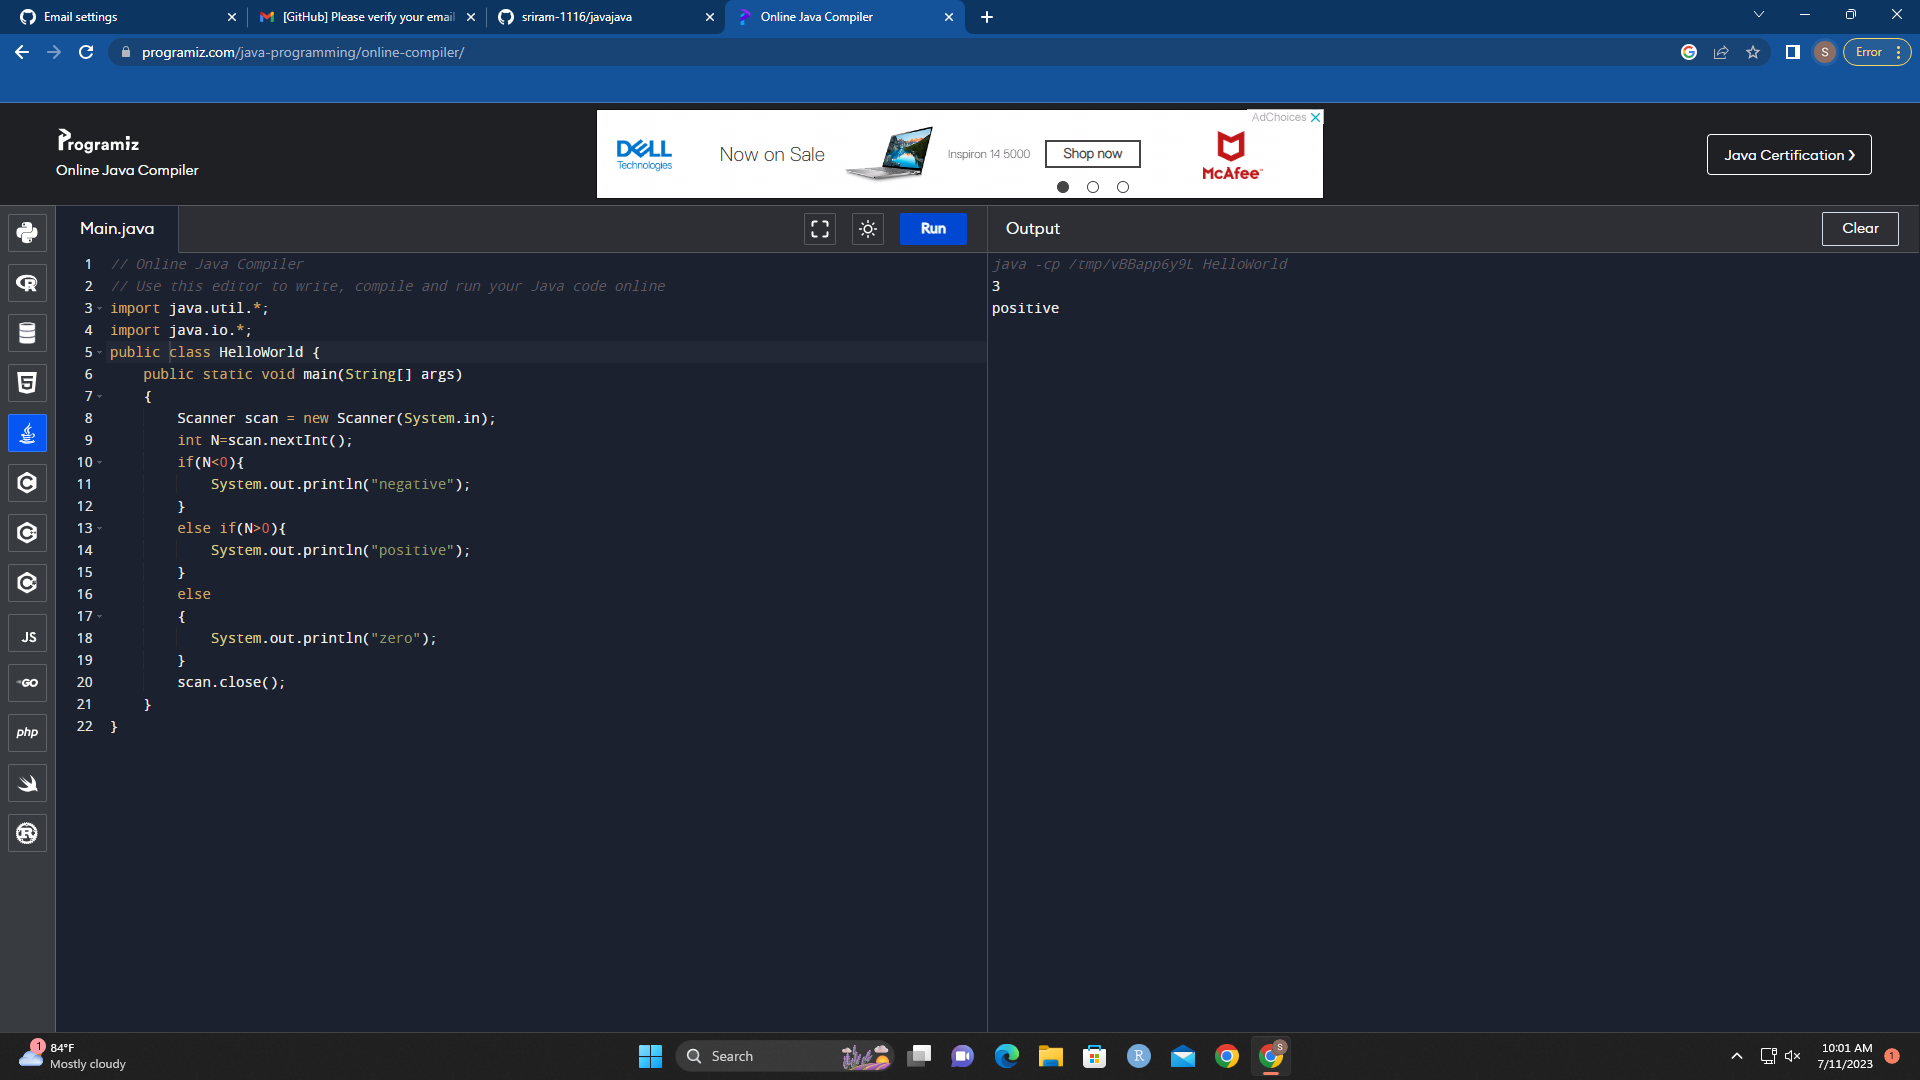 Email settings
[GitHub] Please verify your email
sriram-1116/javajava
Online Java Compiler
programiz.com/java-programming/online-compiler/
S
Error
Programiz
Online Java Compiler
DELL
Technologies
Now on Sale
Inspiron 14 5000
Shop now
AdChoices
McAfee™
Java Certification ❯
Main.java
Run
Output
Clear
1 // Online Java Compiler
2 // Use this editor to write, compile and run your Java code online
3 import java.util.*;
4 import java.io.*;
5 public class HelloWorld {
6 public static void main(String[] args)
7 {
8 Scanner scan = new Scanner(System.in);
9 int N=scan.nextInt();
10 if(N<0){
11 System.out.println("negative");
12 }
13 else if(N>0){
14 System.out.println("positive");
15 }
16 else
17 {
18 System.out.println("zero");
19 }
20 scan.close();
21 }
22 }
java -cp /tmp/vBBapp6y9L HelloWorld
3
positive
R
5
C
C
C
JS
GO
php
R
1
84°F
Mostly cloudy
Search
R
S
10:01 AM
7/11/2023
1